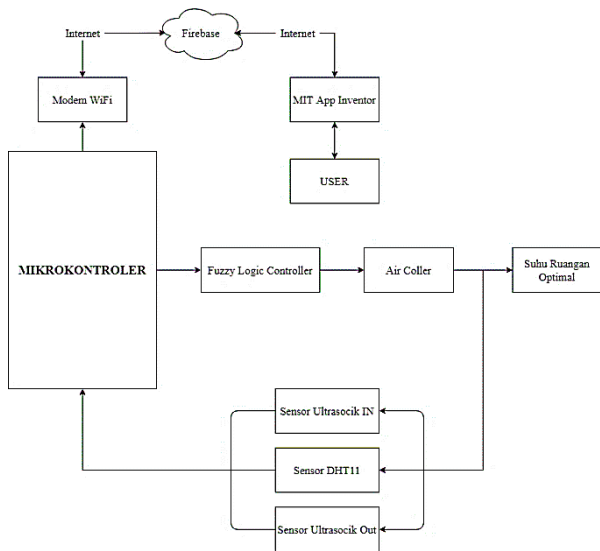 Internet
Firebase
Internet
Modem WiFi
MIT App Inventor
USER
MIKROKONTROLER
Fuzzy Logic Controller
Air Coller
Suhu Ruangan
Optimal
Sensor Ultrasocik IN
Sensor DHT11
Sensor Ultrasocik Out